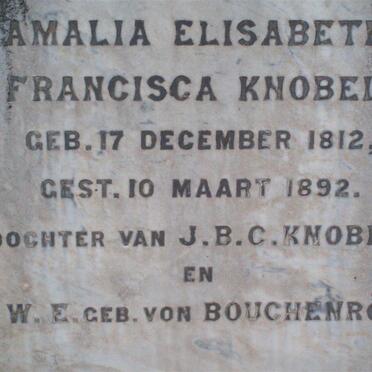 AMALIA ELISABETH
FRANCISCA KNOBEL
GEB. 17 DECEMBER 1812,
GEST. 10 MAART 1892.
DOCHTER VAN J. B. C. KNOBE
EN
W. E. GEB. VON BOUCHENRO